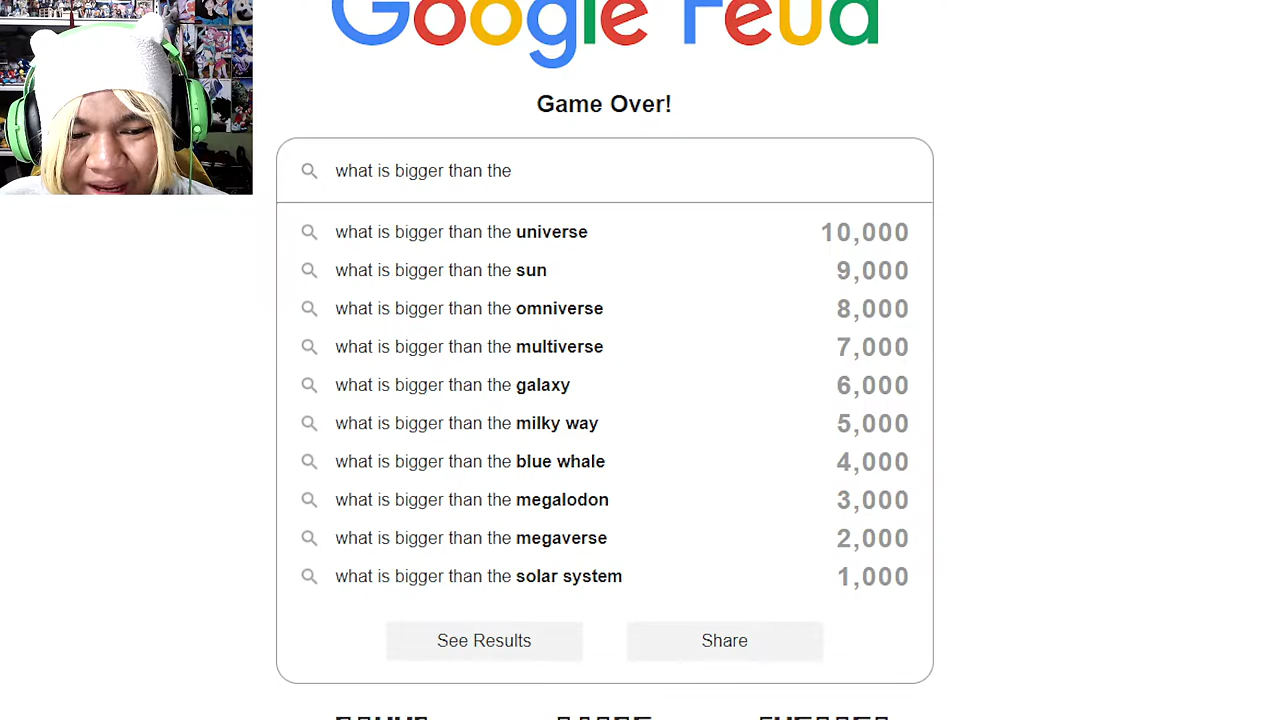 Google Feud
Game Over!
what is bigger than the
what is bigger than the universe 10,000
what is bigger than the sun 9,000
what is bigger than the omniverse 8,000
what is bigger than the multiverse 7,000
what is bigger than the galaxy 6,000
what is bigger than the milky way 5,000
what is bigger than the blue whale 4,000
what is bigger than the megalodon 3,000
what is bigger than the megaverse 2,000
what is bigger than the solar system 1,000
See Results Share